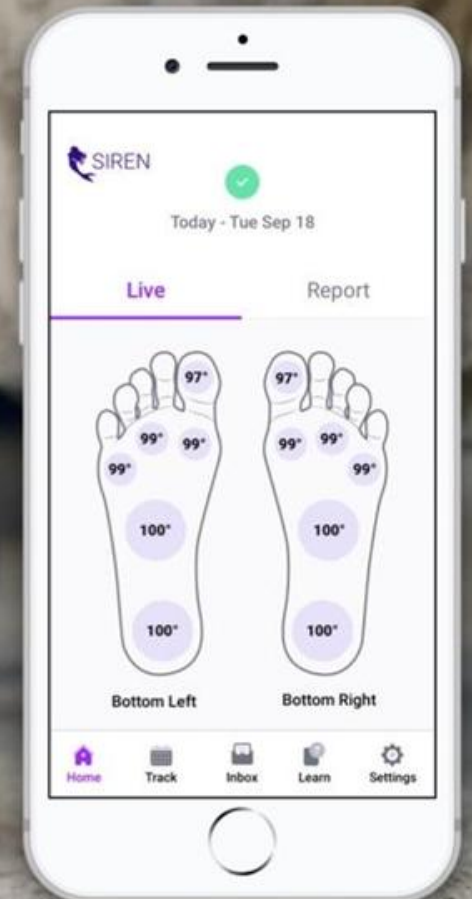 SIREN
Today - Tue Sep 18
Live Report
97° 97°
99° 99° 99° 99°
99° 99°
100° 100°
100° 100°
Bottom Left Bottom Right
Home Track Inbox Learn Settings